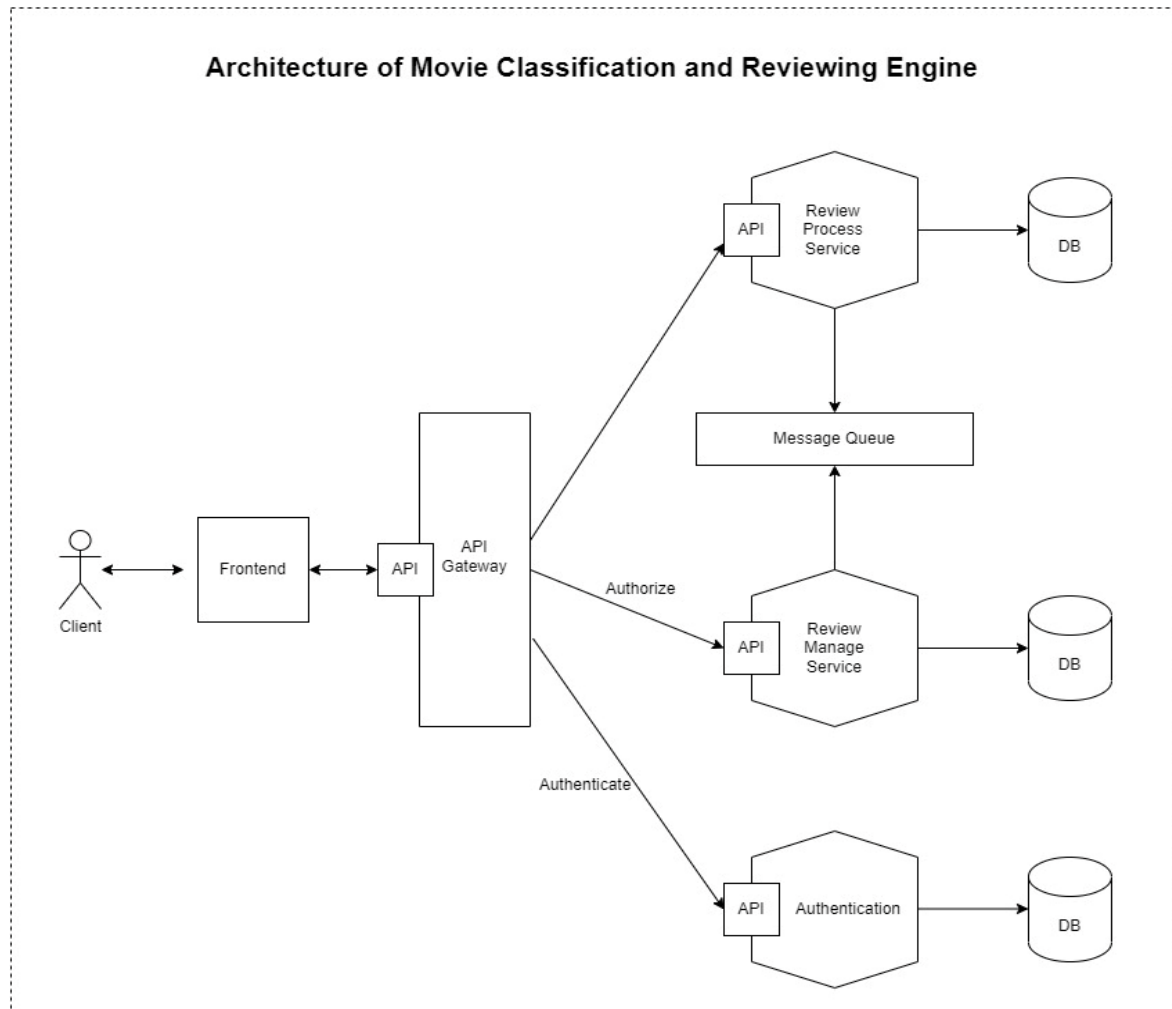 Architecture of Movie Classification and Reviewing Engine
API
Review
Process
Service
DB
Message Queue
Client
Frontend
API
API
Gateway
Authorize
API
Review
Manage
Service
DB
Authenticate
API
Authentication
DB